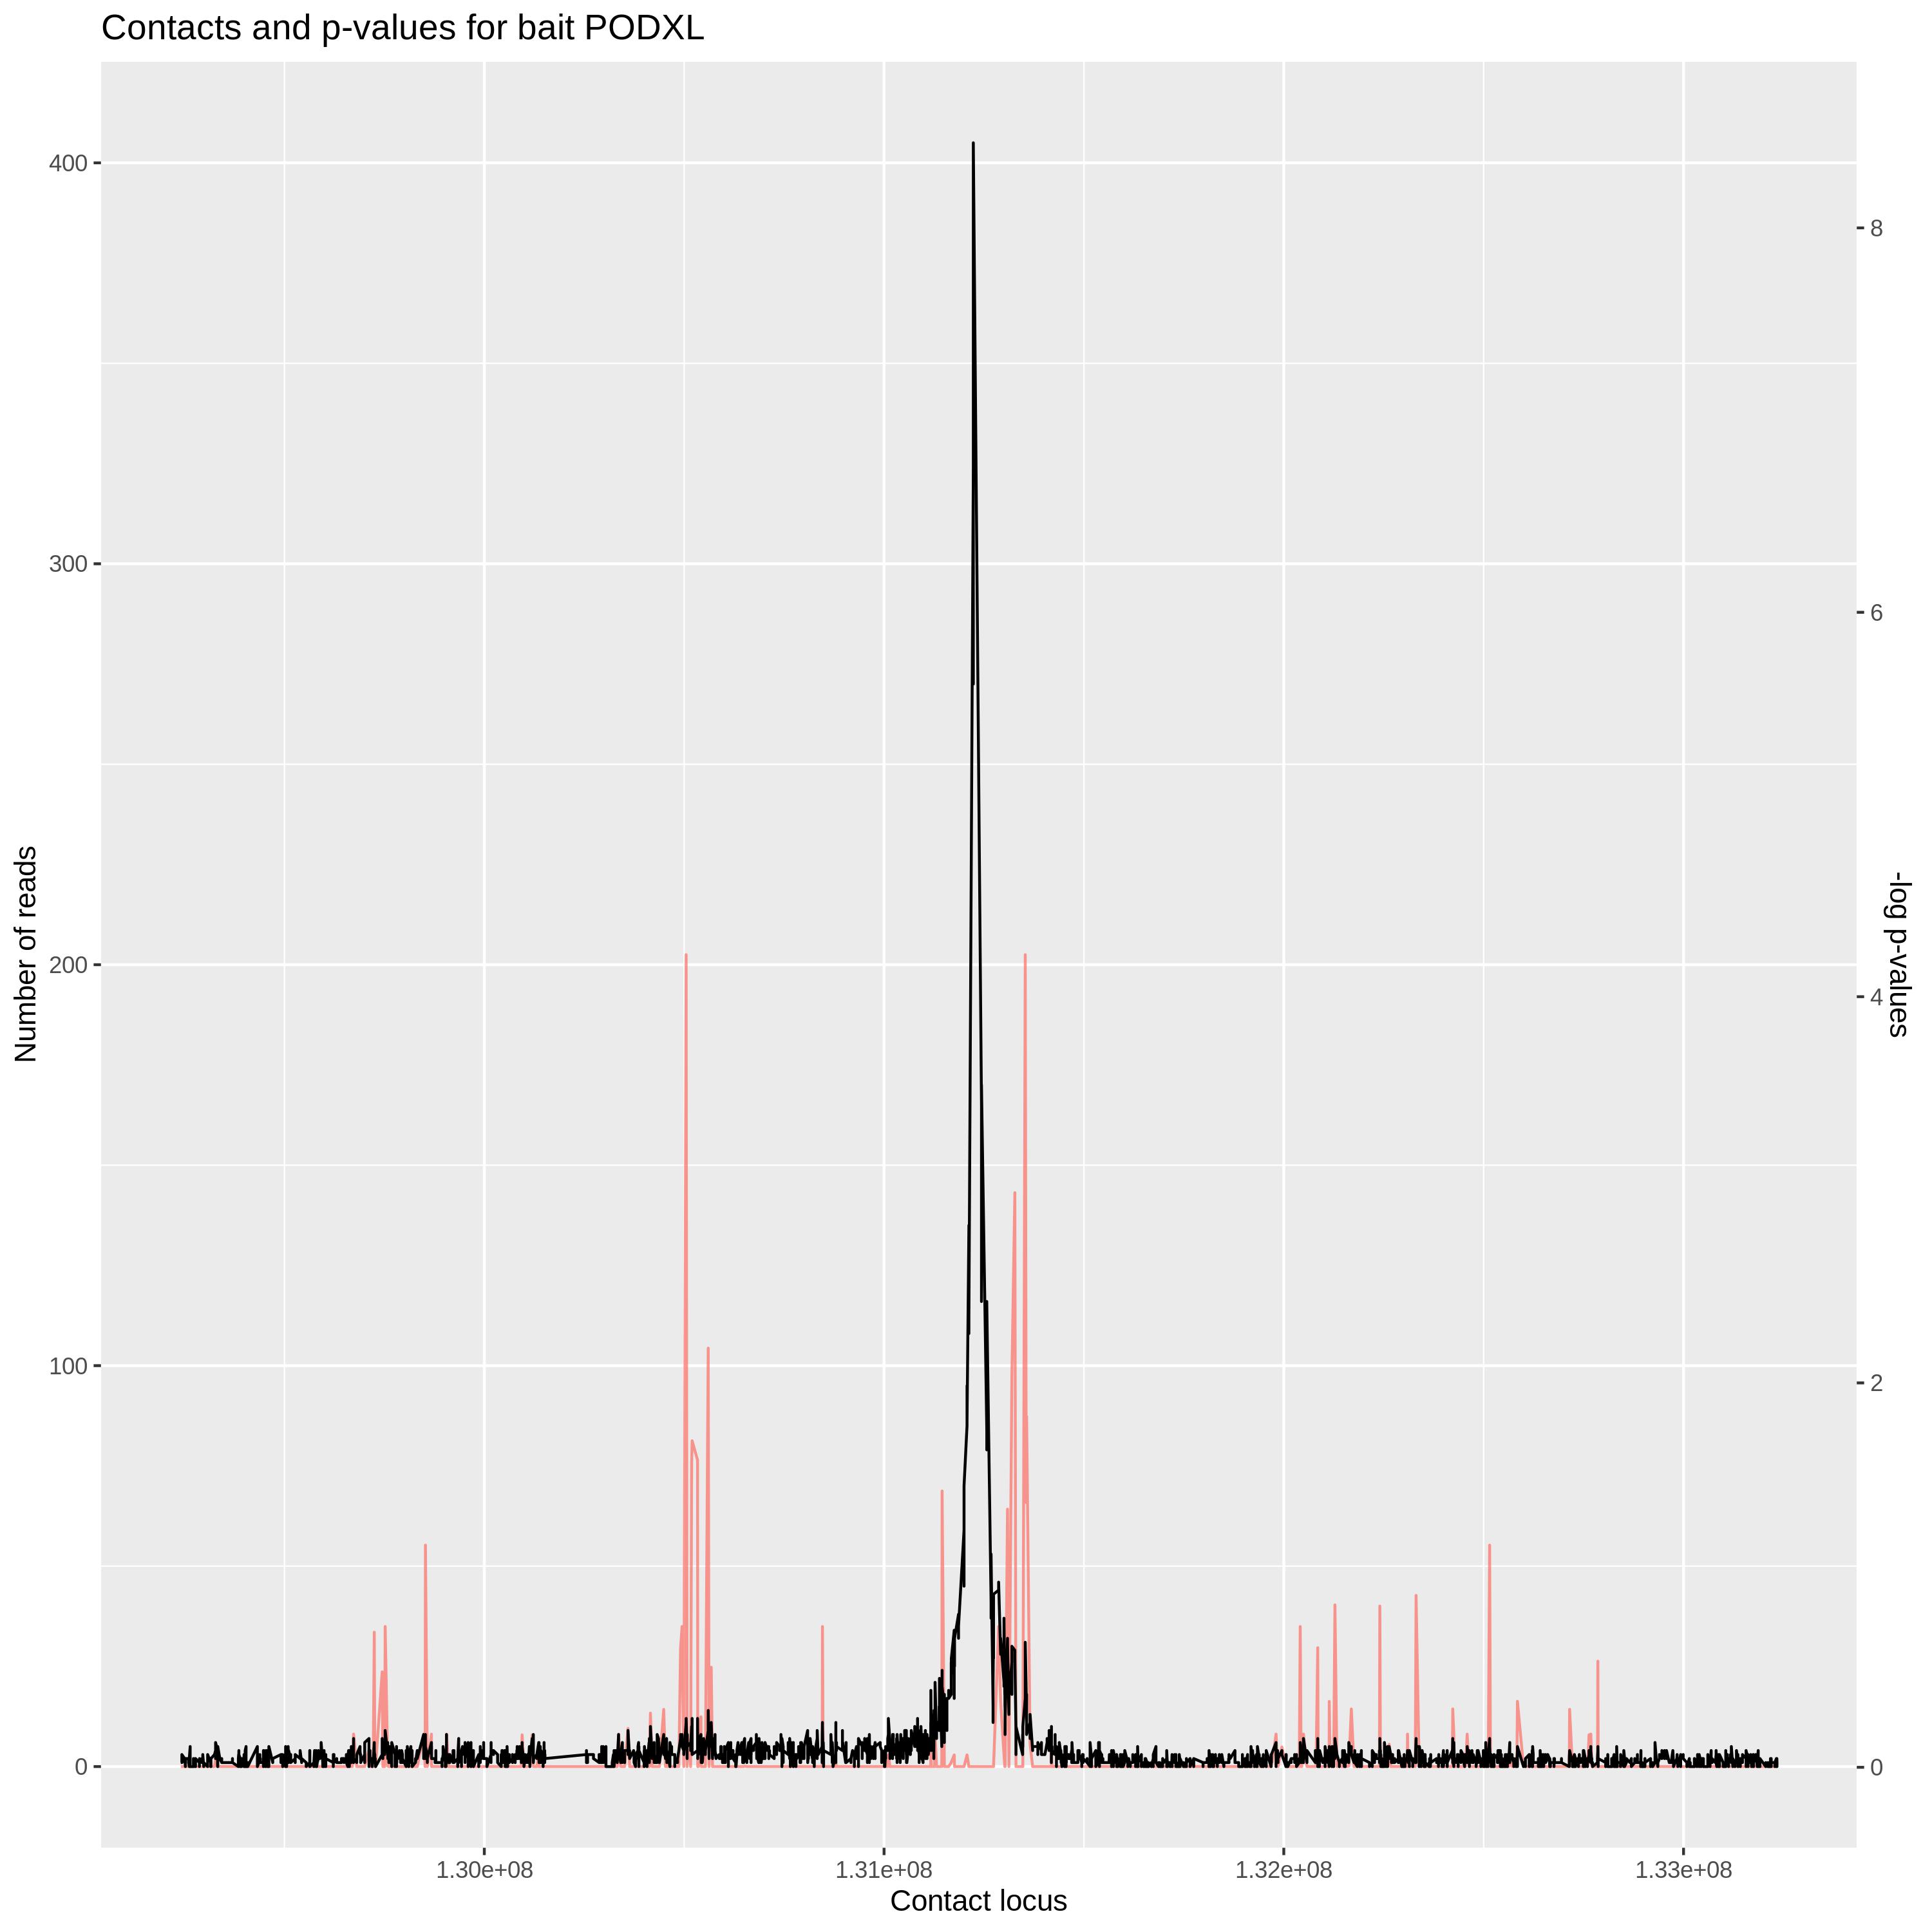 Contacts and p-values for bait PODXL
400
300
200
100
0
Number of reads
8
6
4
2
0
-log p-values
1.30e+08
1.31e+08
1.32e+08
1.33e+08
Contact locus